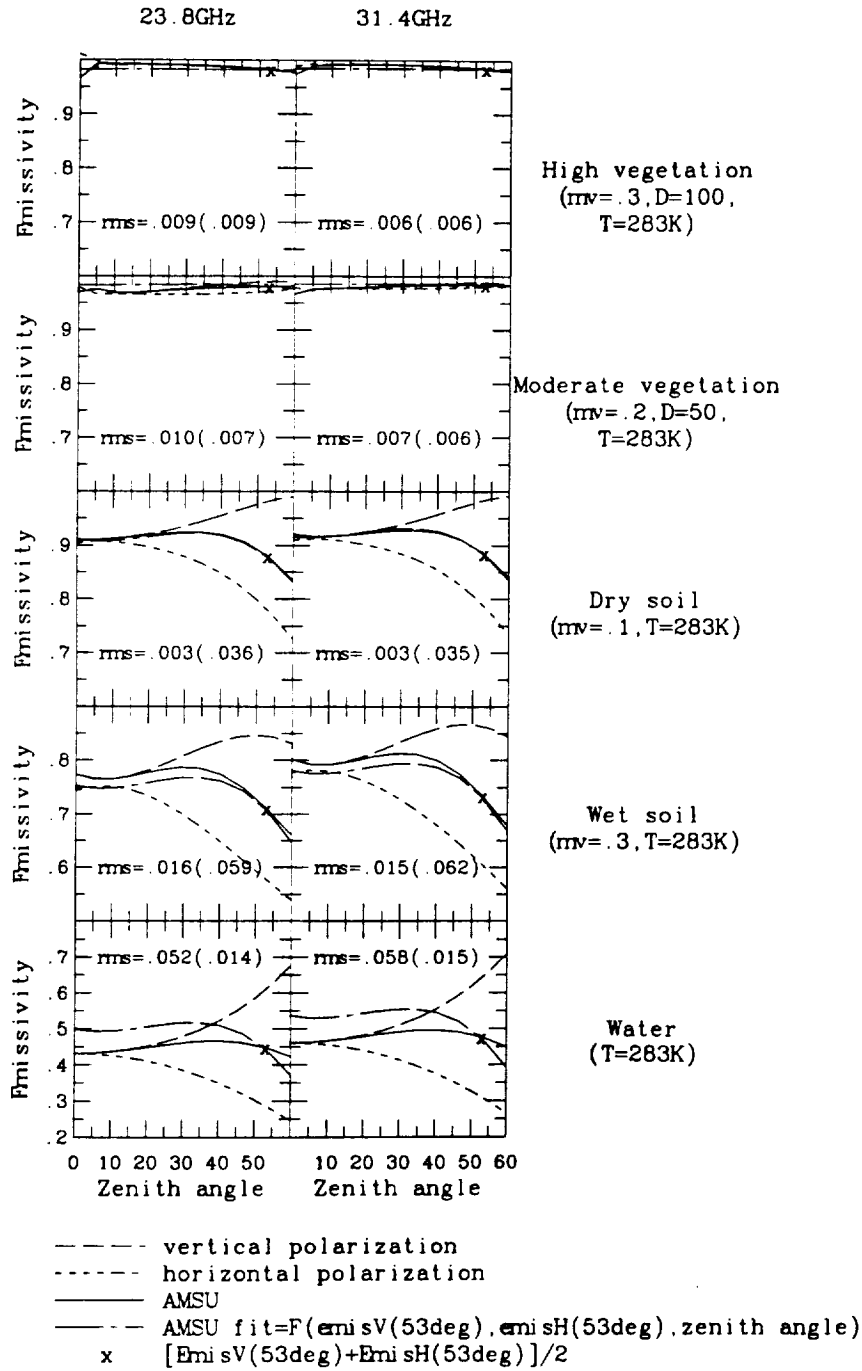 23.8GHz 31.4GHz
Emissivity
.9
.8
.7
rms=.009(.009) rms=.006(.006)
High vegetation
(mv=.3,D=100,
T=283K)
Emissivity
.9
.8
.7
rms=.010(.007) rms=.007(.006)
Moderate vegetation
(mv=.2,D=50,
T=283K)
Emissivity
.9
.8
.7
x x
rms=.003(.036) rms=.003(.035)
Dry soil
(mv=.1,T=283K)
Emissivity
.8
.7
.6
rms=.016(.059) rms=.015(.062)
Wet soil
(mv=.3,T=283K)
Emissivity
.7
.6
.5
.4
.3
.2
rms=.052(.014) rms=.058(.015)
Water
(T=283K)
0 10 20 30 40 50 10 20 30 40 50 60
Zenith angle Zenith angle
vertical polarization
horizontal polarization
AMSU
AMSU fit=F(emisV(53deg),emisH(53deg),zenith angle)
x [EmisV(53deg)+EmisH(53deg)]/2